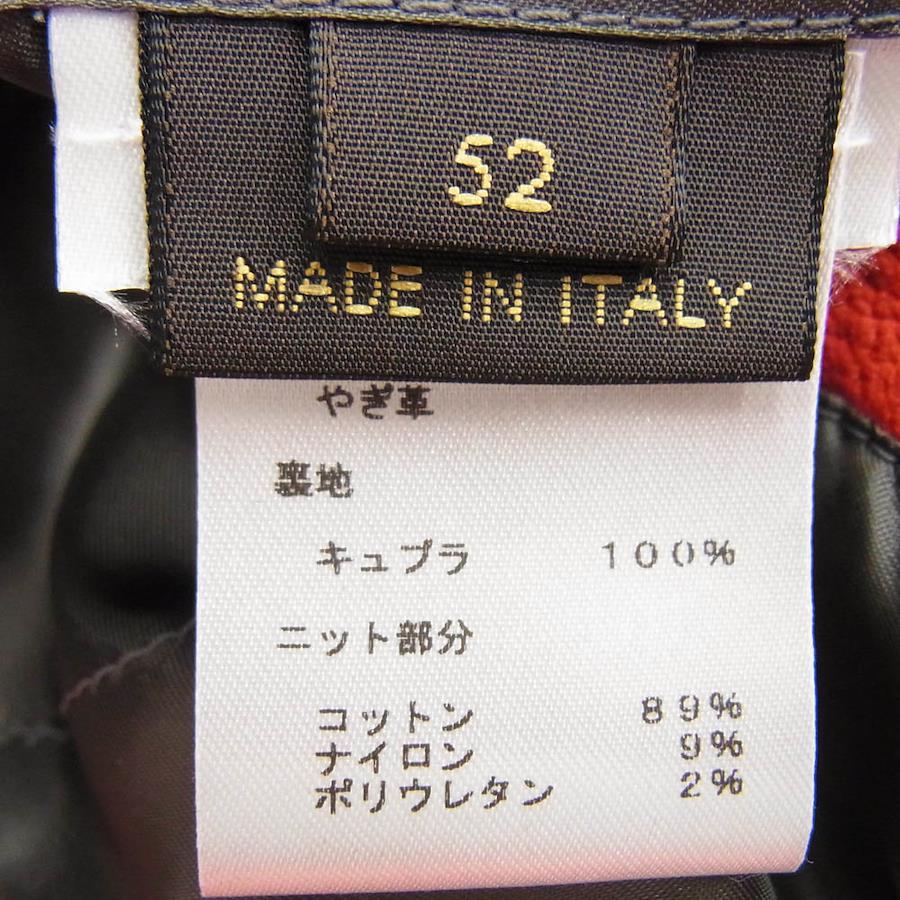 52
MADE IN ITALY
やぎ革
裏地
キュプラ 100%
ニット部分
コットン 89%
ナイロン 9%
ポリウレタン 2%